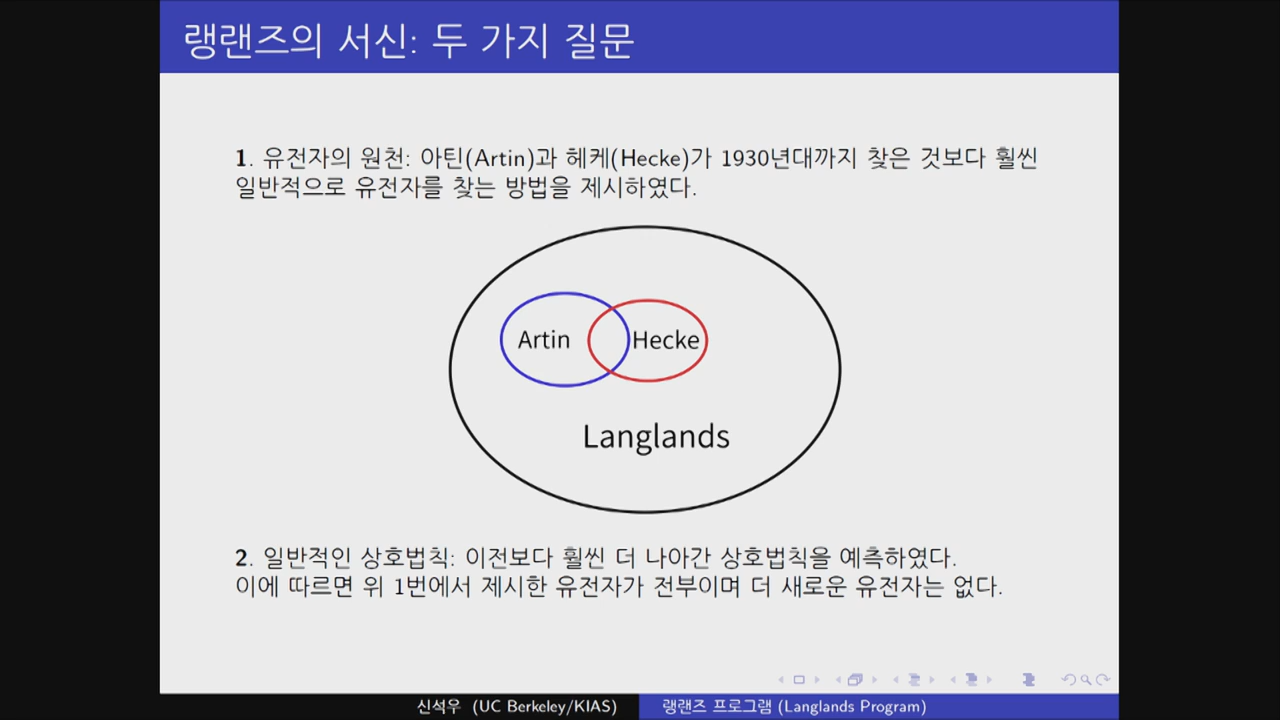 랭랜즈의 서신: 두 가지 질문
1. 유전자의 원천: 아틴(Artin)과 헤케(Hecke)가 1930년대까지 찾은 것보다 훨씬
일반적으로 유전자를 찾는 방법을 제시하였다.
Artin Hecke
Langlands
2. 일반적인 상호법칙: 이전보다 훨씬 더 나아간 상호법칙을 예측하였다.
이에 따르면 위 1번에서 제시한 유전자가 전부이며 더 새로운 유전자는 없다.
신석우 (UC Berkeley/KIAS) 랭랜즈 프로그램 (Langlands Program)